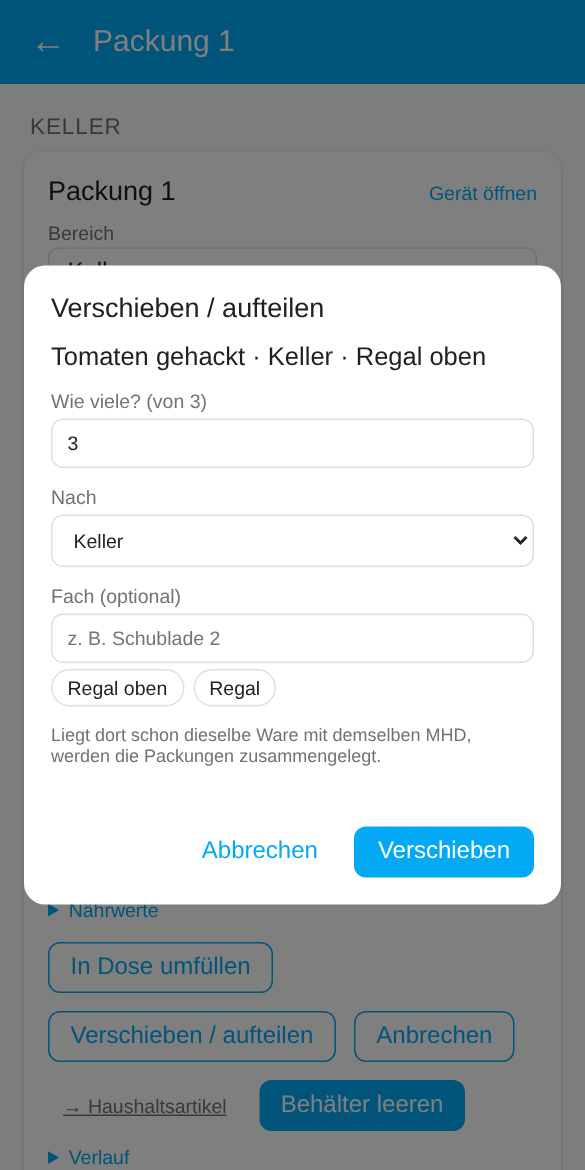 ← Packung 1
KELLER
Packung 1 Gerät öffnen
Bereich
Verschieben / aufteilen
Tomaten gehackt · Keller · Regal oben
Wie viele? (von 3)
3
Nach
Keller
Fach (optional)
z. B. Schublade 2
Regal oben Regal
Liegt dort schon dieselbe Ware mit demselben MHD,
werden die Packungen zusammengelegt.
Abbrechen Verschieben
Nährwerte
In Dose umfüllen
Verschieben / aufteilen Anbrechen
→ Haushaltsartikel Behälter leeren
Verlauf